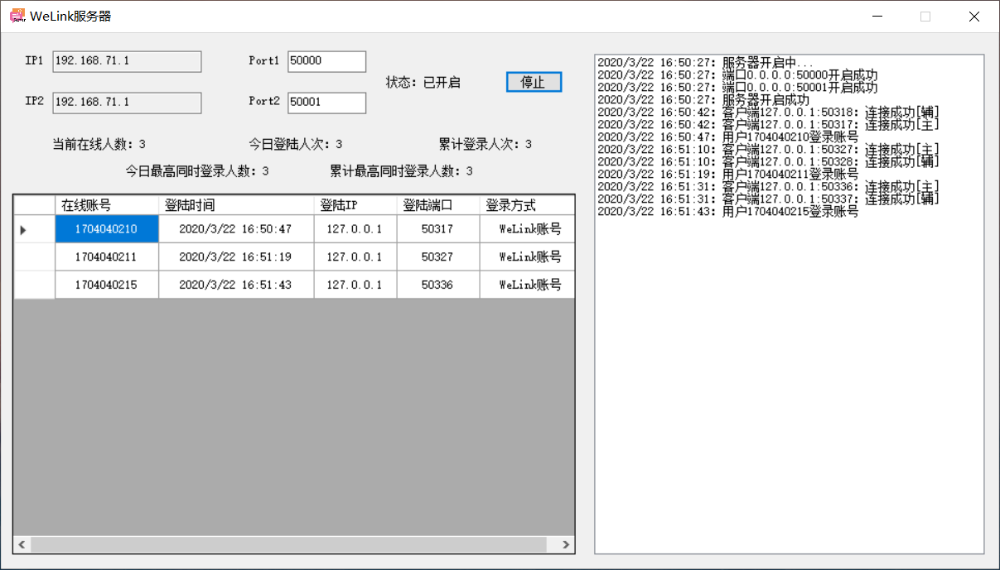 WeLink服务器
IP1 192.168.71.1 Port1 50000
状态：已开启 停止
IP2 192.168.71.1 Port2 50001
当前在线人数：3 今日登陆人次：3 累计登录人次：3
今日最高同时登录人数：3 累计最高同时登录人数：3
在线账号 登陆时间 登陆IP 登陆端口 登录方式
1704040210 2020/3/22 16:50:47 127.0.0.1 50317 WeLink账号
1704040211 2020/3/22 16:51:19 127.0.0.1 50327 WeLink账号
1704040215 2020/3/22 16:51:43 127.0.0.1 50336 WeLink账号
2020/3/22 16:50:27：服务器开启中...
2020/3/22 16:50:27：端口0.0.0.0:50000开启成功
2020/3/22 16:50:27：端口0.0.0.0:50001开启成功
2020/3/22 16:50:27：服务器开启成功
2020/3/22 16:50:42：客户端127.0.0.1:50318：连接成功[辅]
2020/3/22 16:50:42：客户端127.0.0.1:50317：连接成功[主]
2020/3/22 16:50:47：用户1704040210登录账号
2020/3/22 16:51:10：客户端127.0.0.1:50327：连接成功[主]
2020/3/22 16:51:10：客户端127.0.0.1:50328：连接成功[辅]
2020/3/22 16:51:19：用户1704040211登录账号
2020/3/22 16:51:31：客户端127.0.0.1:50336：连接成功[主]
2020/3/22 16:51:31：客户端127.0.0.1:50337：连接成功[辅]
2020/3/22 16:51:43：用户1704040215登录账号